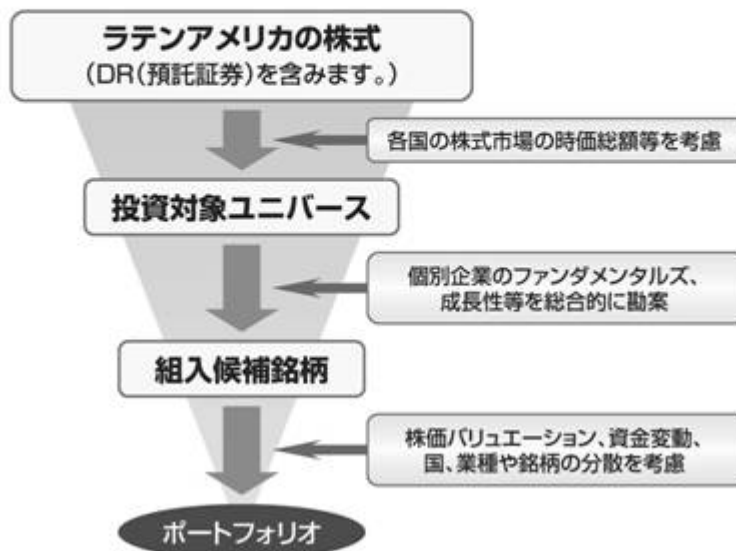 ラテンアメリカの株式
(DR(預託証券)を含みます。)
各国の株式市場の時価総額等を考慮
投資対象ユニバース
個別企業のファンダメンタルズ、
成長性等を総合的に勘案
組入候補銘柄
株価バリュエーション、資金変動、
国、業種や銘柄の分散を考慮
ポートフォリオ